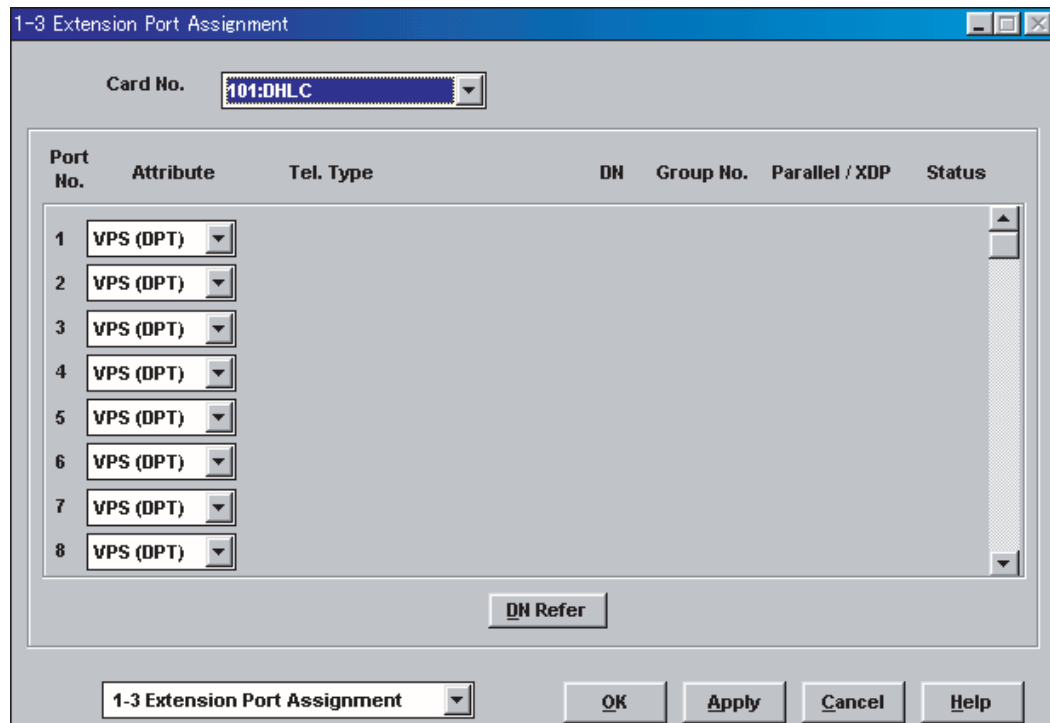 1-3 Extension Port Assignment
Card No. 101:DHLC
Port No. Attribute Tel. Type DN Group No. Parallel / XDP Status
1 VPS (DPT)
2 VPS (DPT)
3 VPS (DPT)
4 VPS (DPT)
5 VPS (DPT)
6 VPS (DPT)
7 VPS (DPT)
8 VPS (DPT)
DN Refer
1-3 Extension Port Assignment OK Apply Cancel Help